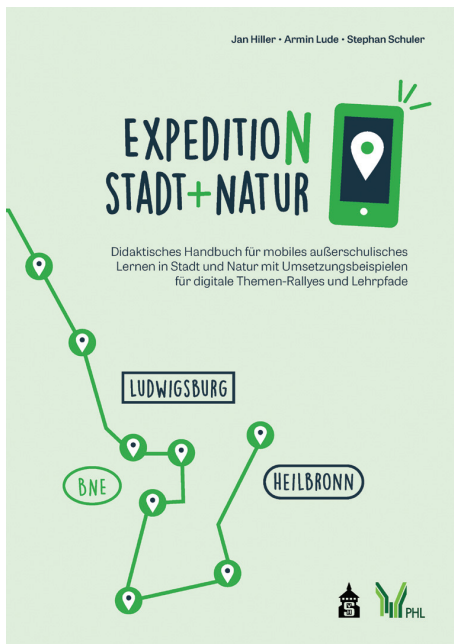 Jan Hiller • Armin Lude • Stephan Schuler
EXPEDITION
STADT+NATUR
Didaktisches Handbuch für mobiles außerschulisches
Lernen in Stadt und Natur mit Umsetzungsbeispielen
für digitale Themen-Rallyes und Lehrpfade
LUDWIGSBURG
BNE
HEILBRONN
PHL